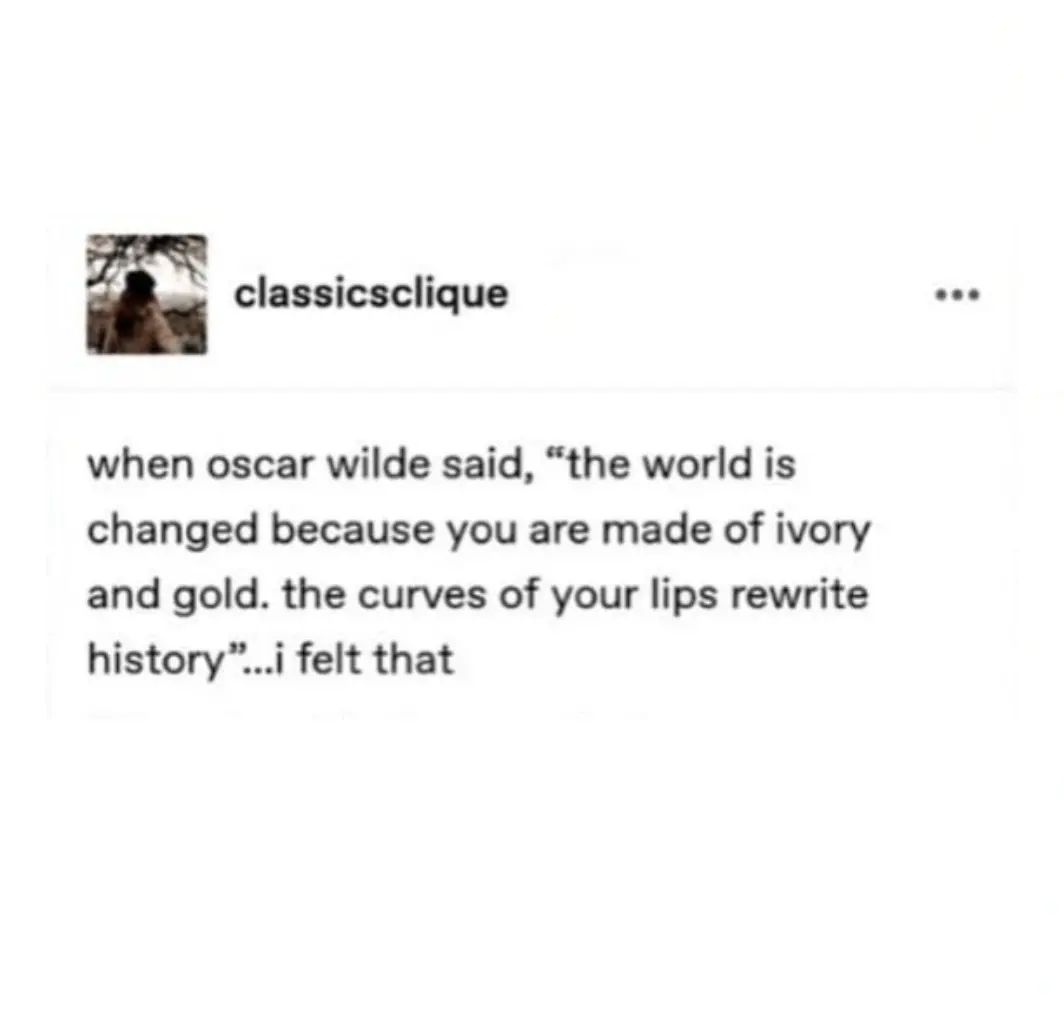 classicsclique
when oscar wilde said, “the world is
changed because you are made of ivory
and gold. the curves of your lips rewrite
history”...i felt that